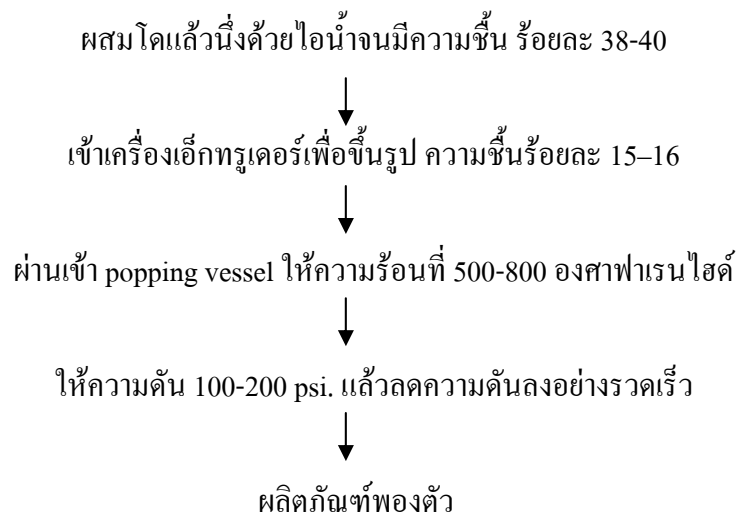 ผสมโดแล้วนึ่งด้วยไอน้ำจนมีความชื้น ร้อยละ 38-40
เข้าเครื่องเอ็กทรูเดอร์เพื่อขึ้นรูป ความชื้นร้อยละ 15–16
ผ่านเข้า popping vessel ให้ความร้อนที่ 500-800 องศาฟาเรนไฮด์
ให้ความดัน 100-200 psi. แล้วลดความดันลงอย่างรวดเร็ว
ผลิตภัณฑ์พองตัว